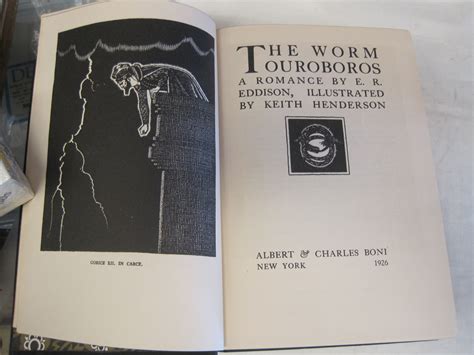 GORICE XII. IN CARCE.
THE WORM
OUROBOROS
A ROMANCE BY E. R.
EDDISON, ILLUSTRATED
BY KEITH HENDERSON
ALBERT & CHARLES BONI
NEW YORK 1926